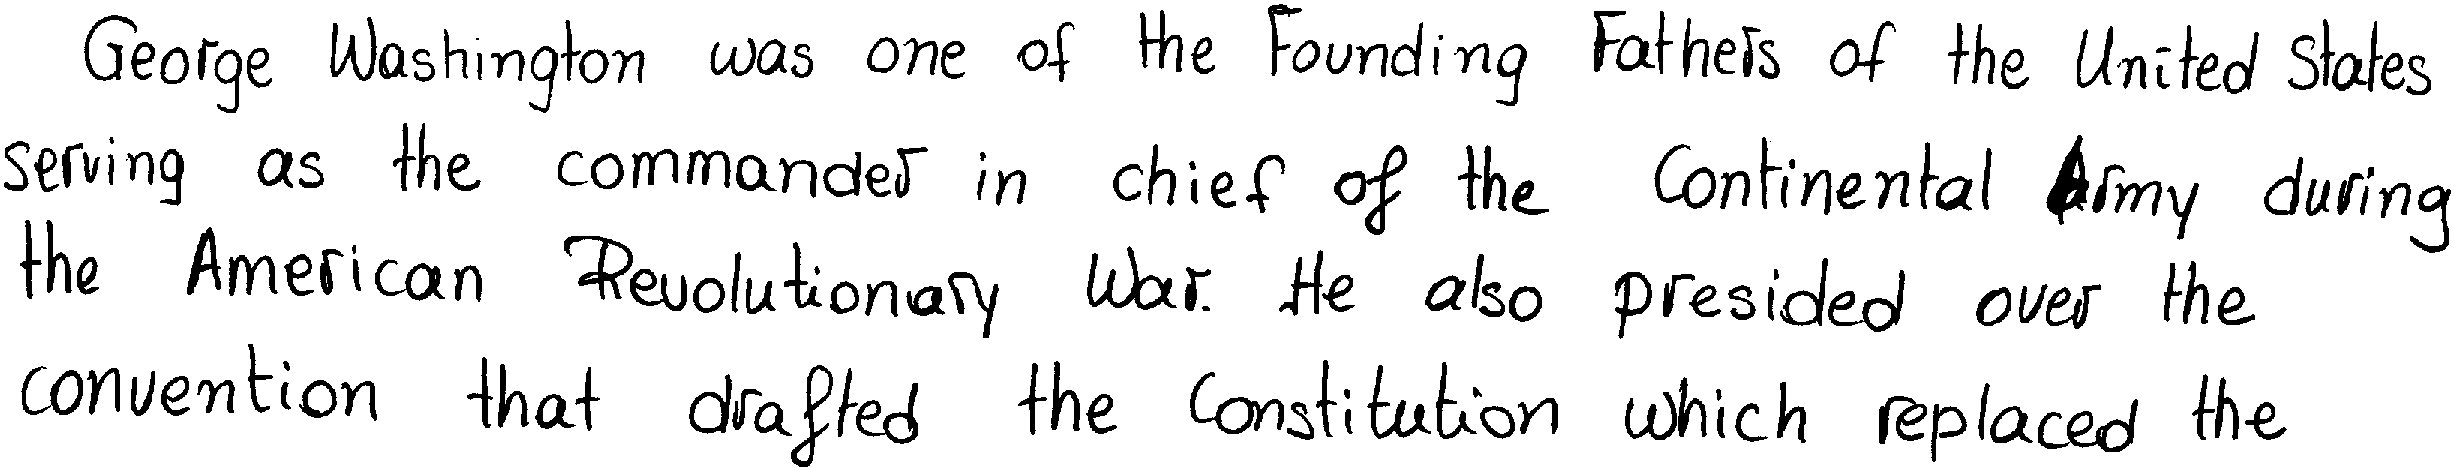 George Washington was one of the Founding Fathers of the United States
serving as the commander in chief of the Continental Army during
the American Revolutionary War. He also presided over the
convention that drafted the Constitution which replaced the